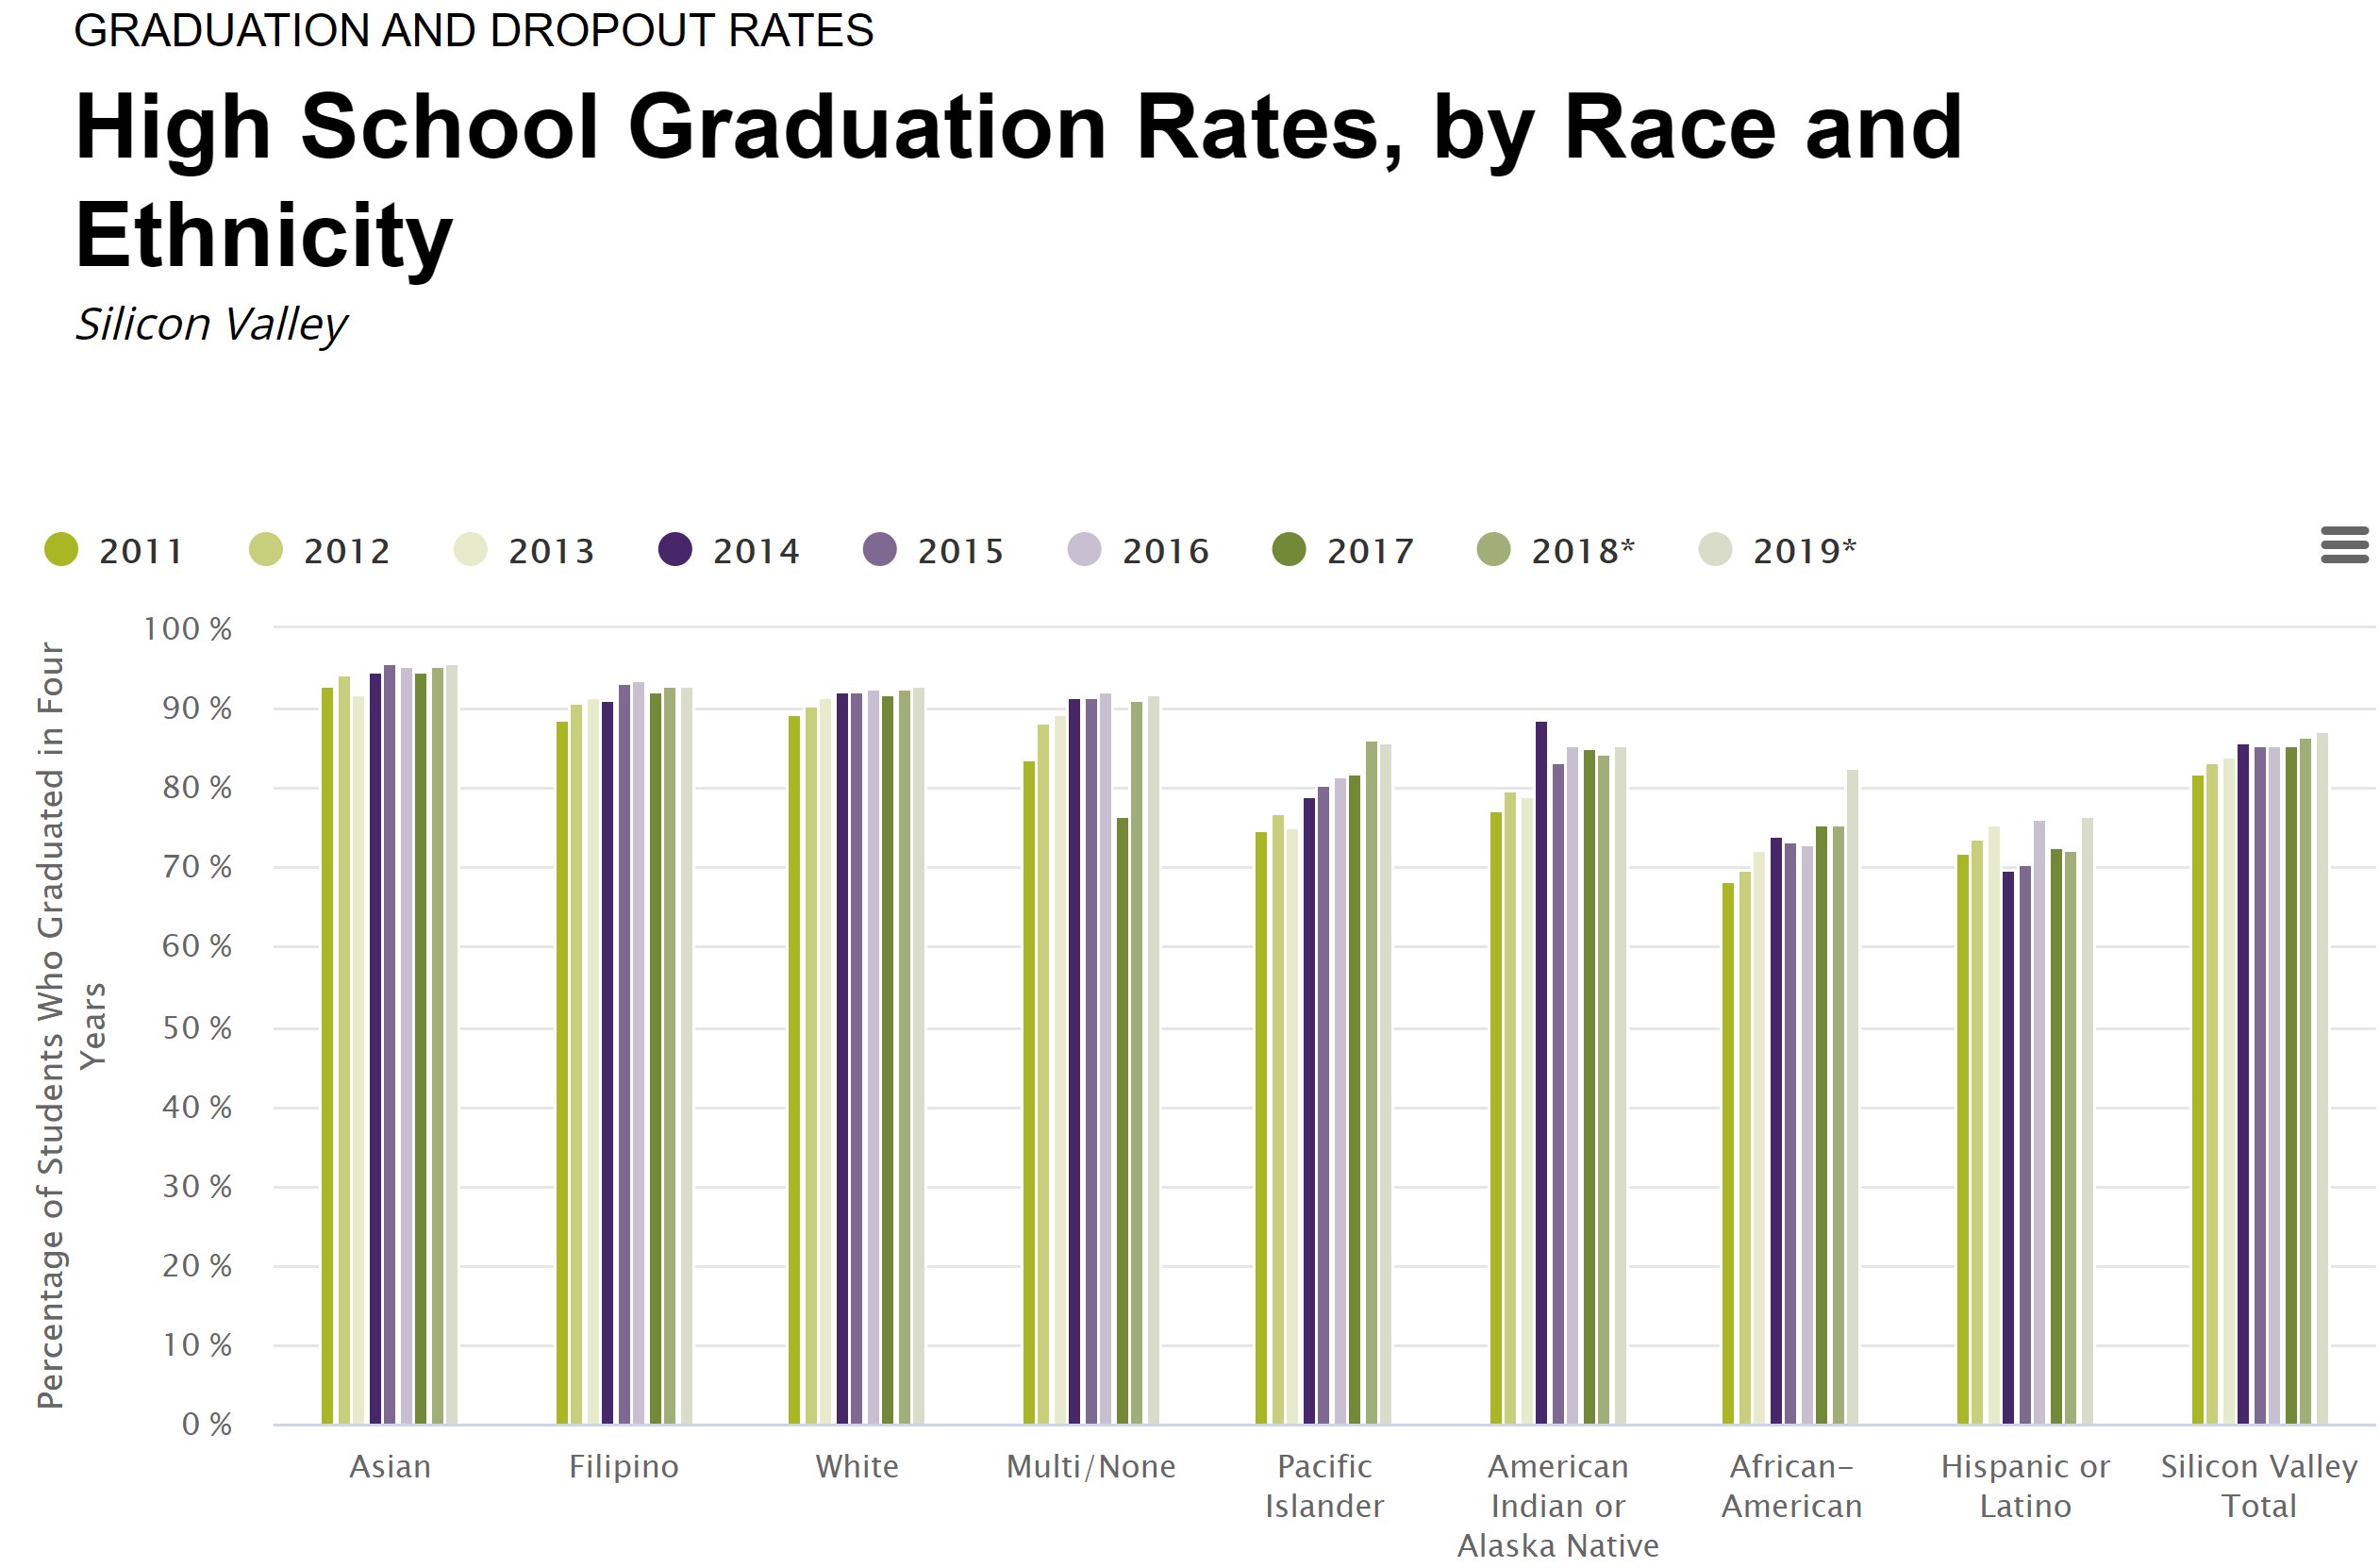 GRADUATION AND DROPOUT RATES
High School Graduation Rates, by Race and
Ethnicity
Silicon Valley
2011 2012 2013 2014 2015 2016 2017 2018* 2019*
Percentage of Students Who Graduated in Four
Years
100 %
90 %
80 %
70 %
60 %
50 %
40 %
30 %
20 %
10 %
0 %
Asian
Filipino
White
Multi/None
Pacific
Islander
American
Indian or
Alaska Native
African-
American
Hispanic or
Latino
Silicon Valley
Total